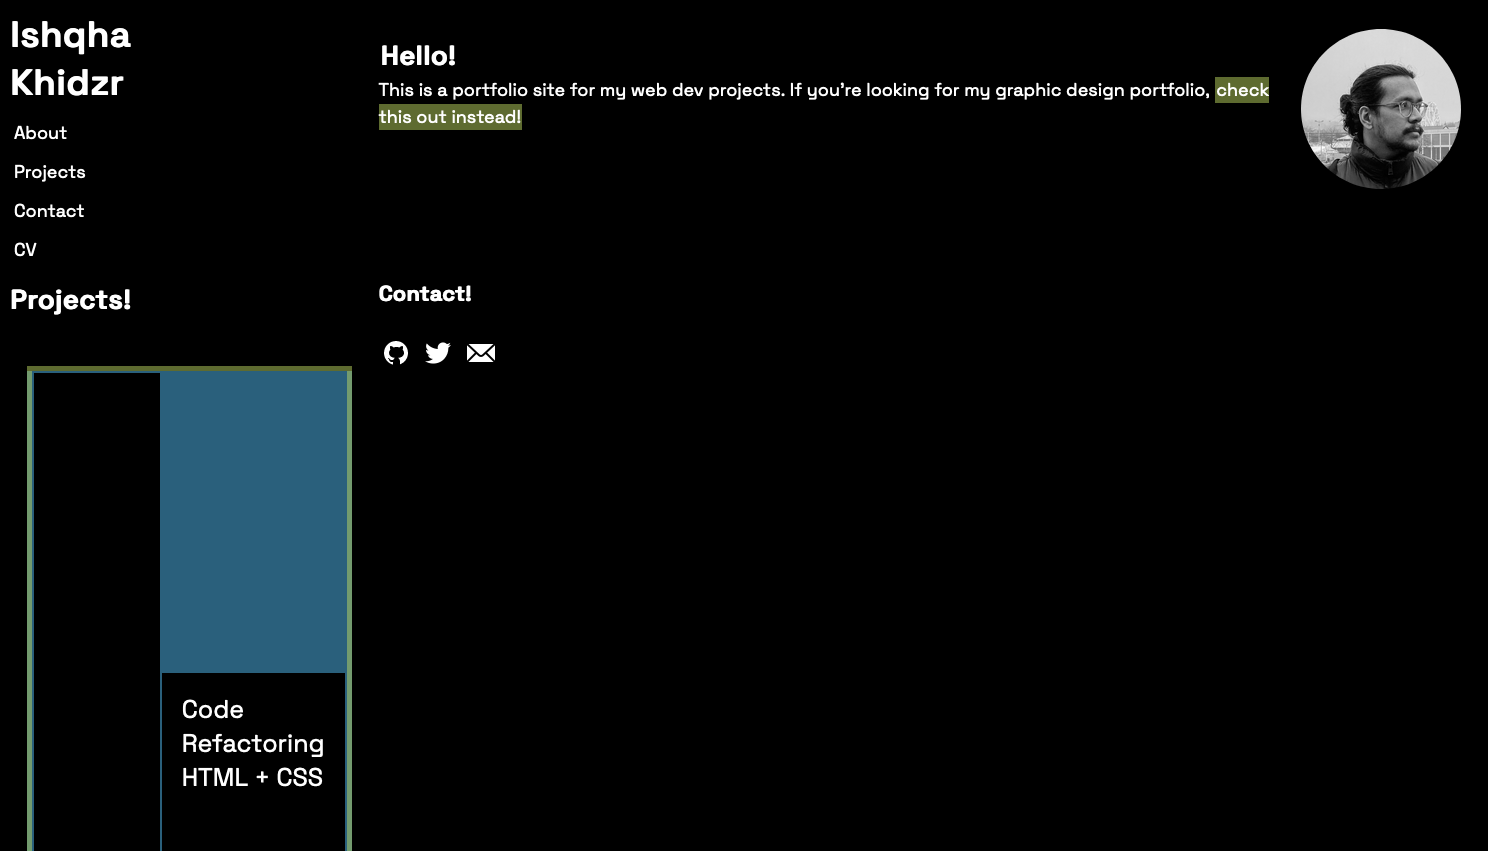 Ishqha
Khidzr
About
Projects
Contact
CV
Hello!
This is a portfolio site for my web dev projects. If you're looking for my graphic design portfolio, check
this out instead!
Projects!
Contact!
Code
Refactoring
HTML + CSS